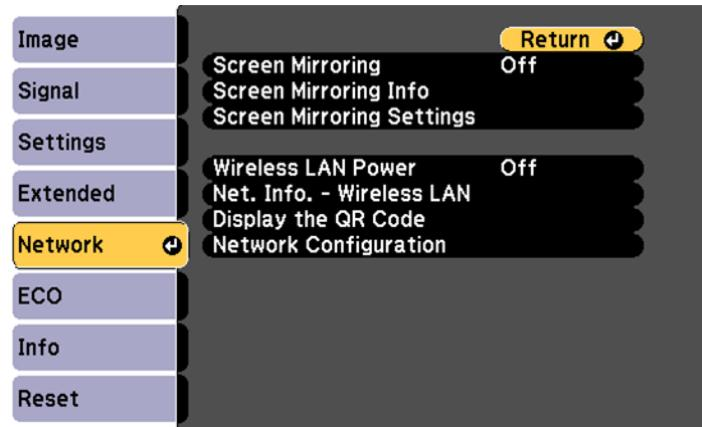 Image
Signal
Settings
Extended
Network
ECO
Info
Reset
Return
Screen Mirroring Off
Screen Mirroring Info
Screen Mirroring Settings
Wireless LAN Power Off
Net. Info. - Wireless LAN
Display the QR Code
Network Configuration